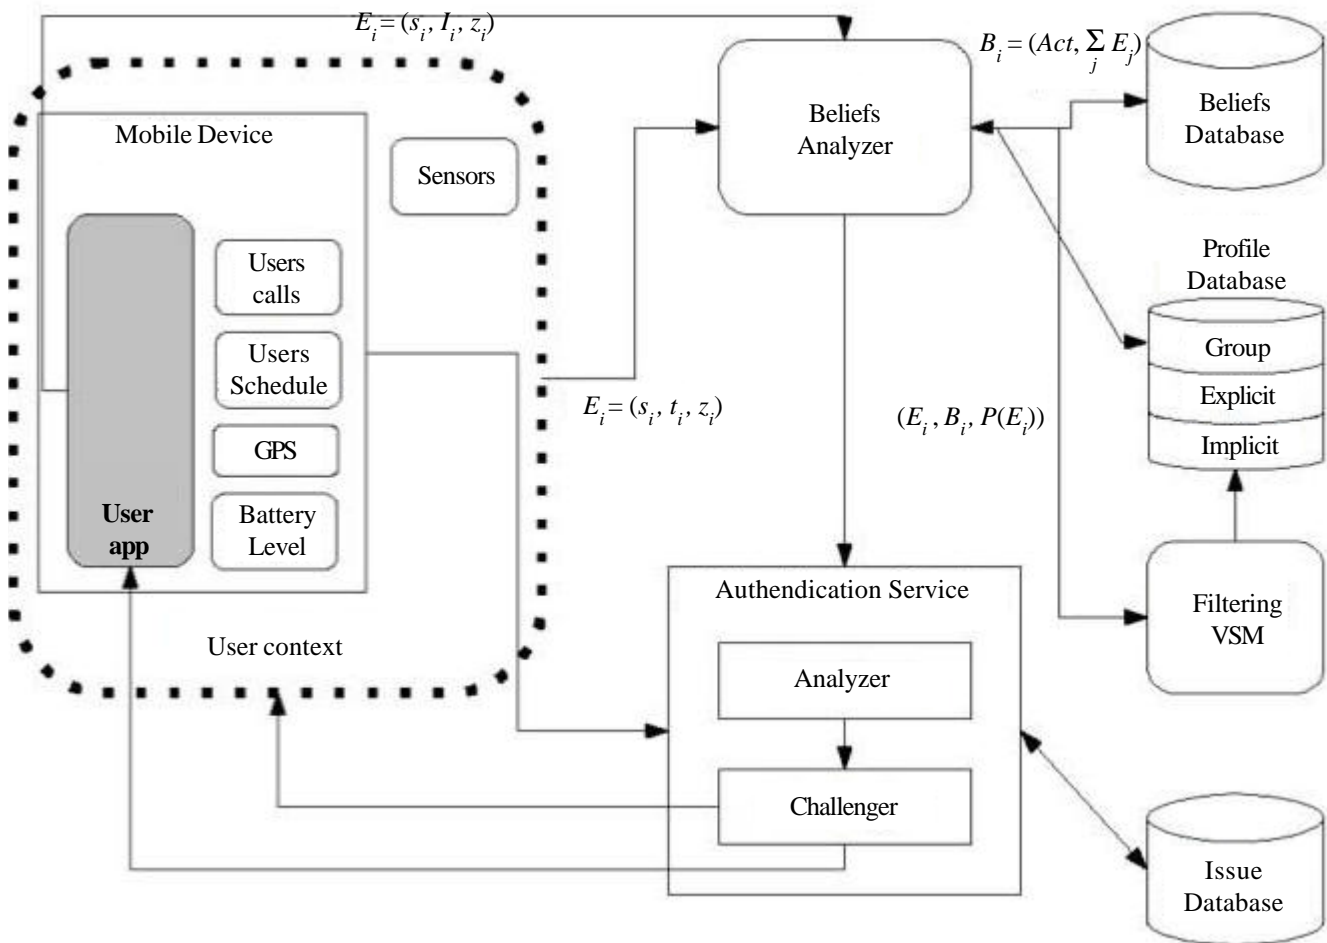 E_i = (s_i, I_i, z_i)
B_i = (Act, ∑_j E_j)
Beliefs
Database
Beliefs
Analyzer
Mobile Device
Sensors
Users
calls
Users
Schedule
GPS
Battery
Level
User
app
User context
E_i = (s_i, t_i, z_i)
(E_i, B_i, P(E_i))
Profile
Database
Group
Explicit
Implicit
Filtering
VSM
Authendication Service
Analyzer
Challenger
Issue
Database